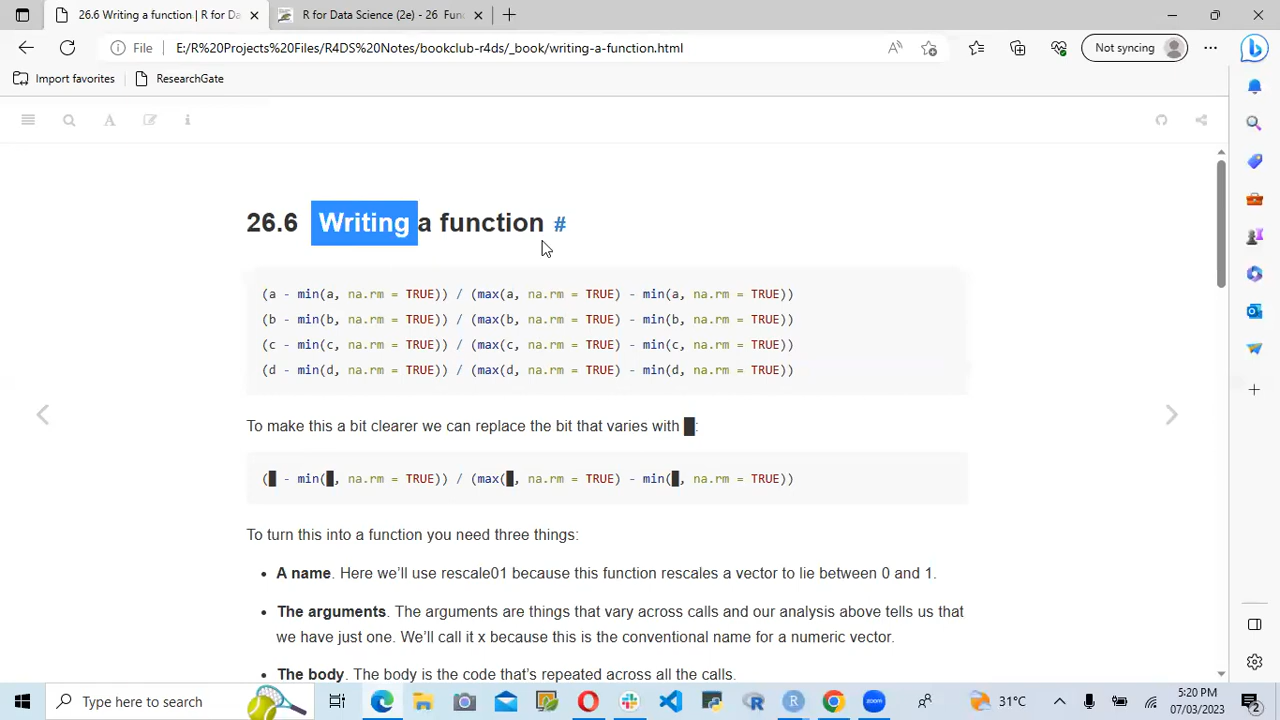 26.6 Writing a function | R for Da
R for Data Science (2e) - 26 Fun
File
E:/R%20Projects%20Files/R4DS%20Notes/bookclub-r4ds/_book/writing-a-function.html
Not syncing
Import favorites
ResearchGate
26.6 Writing a function #
(a - min(a, na.rm = TRUE)) / (max(a, na.rm = TRUE) - min(a, na.rm = TRUE))
(b - min(b, na.rm = TRUE)) / (max(b, na.rm = TRUE) - min(b, na.rm = TRUE))
(c - min(c, na.rm = TRUE)) / (max(c, na.rm = TRUE) - min(c, na.rm = TRUE))
(d - min(d, na.rm = TRUE)) / (max(d, na.rm = TRUE) - min(d, na.rm = TRUE))
To make this a bit clearer we can replace the bit that varies with █:
(█ - min(█, na.rm = TRUE)) / (max(█, na.rm = TRUE) - min(█, na.rm = TRUE))
To turn this into a function you need three things:
• A name. Here we'll use rescale01 because this function rescales a vector to lie between 0 and 1.
• The arguments. The arguments are things that vary across calls and our analysis above tells us that
we have just one. We'll call it x because this is the conventional name for a numeric vector.
• The body. The body is the code that's repeated across all the calls.
Type here to search
31°C
5:20 PM
07/03/2023
2